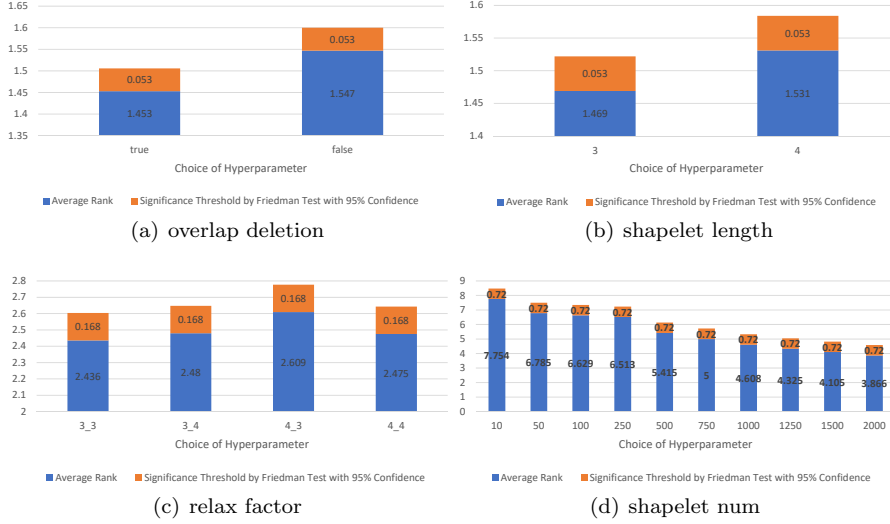 1.65
1.6
1.55
1.5
1.45
1.4
1.35
0.053
1.453
0.053
1.547
true false
Choice of Hyperparameter
Average Rank Significance Threshold by Friedman Test with 95% Confidence
(a) overlap deletion
1.6
1.55
1.5
1.45
1.4
0.053
1.469
0.053
1.531
3 4
Choice of Hyperparameter
Average Rank Significance Threshold by Friedman Test with 95% Confidence
(b) shapelet length
2.8
2.7
2.6
2.5
2.4
2.3
2.2
2.1
2
0.168 0.168 0.168 0.168
2.436 2.48 2.609 2.475
3_3 3_4 4_3 4_4
Choice of Hyperparameter
Average Rank Significance Threshold by Friedman Test with 95% Confidence
(c) relax factor
9
8
7
6
5
4
3
2
1
0
0.72 0.72 0.72 0.72 0.72 0.72 0.72 0.72 0.72 0.72
7.754 6.785 6.629 6.513 5.415 5 4.608 4.325 4.105 3.866
10 50 100 250 500 750 1000 1250 1500 2000
Choice of Hyperparameter
Average Rank Significance Threshold by Friedman Test with 95% Confidence
(d) shapelet num